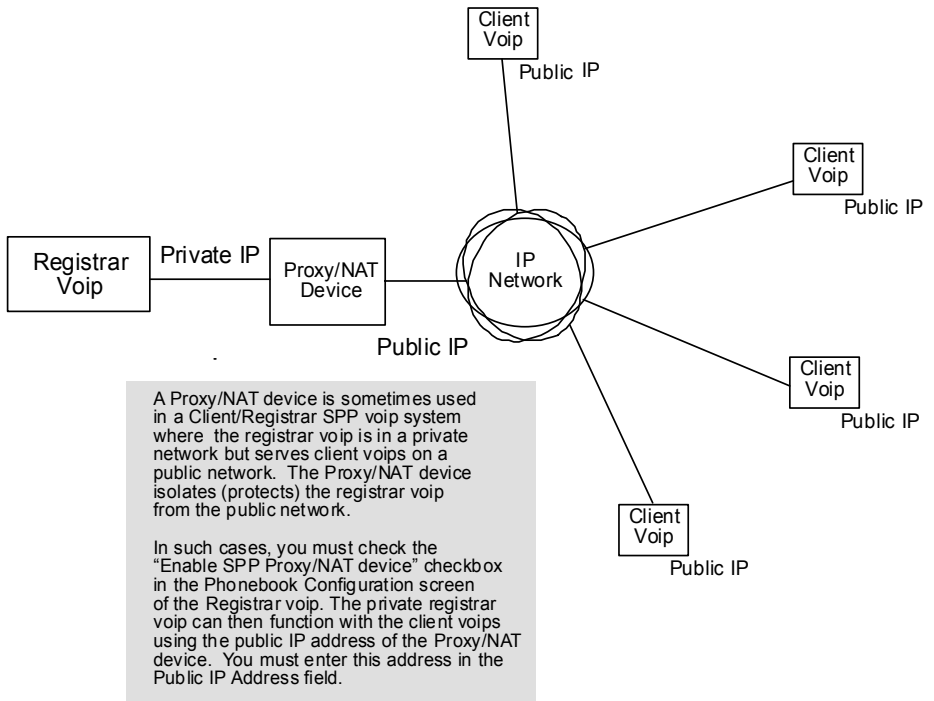 Client
Voip
Public IP
Client
Voip
Public IP
Registrar
Voip
Private IP
Proxy/NAT
Device
IP
Network
Public IP
Client
Voip
Public IP
Client
Voip
Public IP
A Proxy/NAT device is sometimes used
in a Client/Registrar SPP voip system
where the registrar voip is in a private
network but serves client voips on a
public network. The Proxy/NAT device
isolates (protects) the registrar voip
from the public network.
In such cases, you must check the
“Enable SPP Proxy/NAT device” checkbox
in the Phonebook Configuration screen
of the Registrar voip. The private registrar
voip can then function with the client voips
using the public IP address of the Proxy/NAT
device. You must enter this address in the
Public IP Address field.